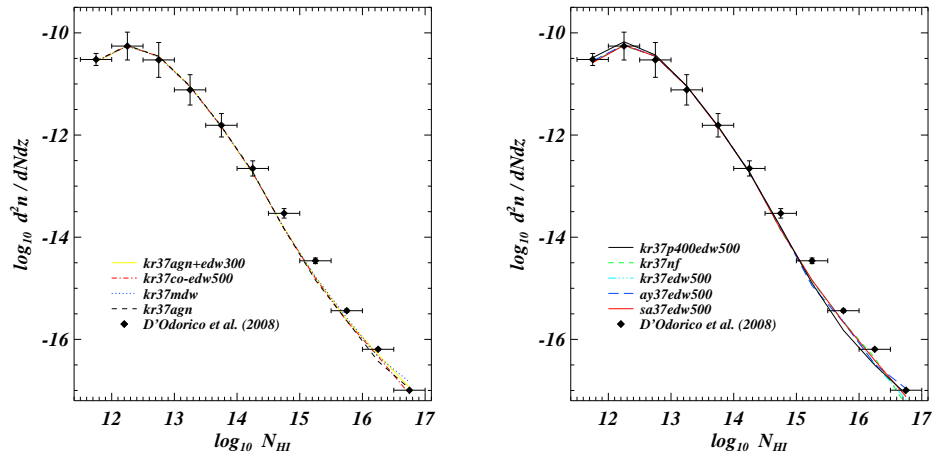 -10
-12
-14
-16
log10 d2n / dNdz
kr37agn+edw300
kr37co-edw500
kr37mdw
kr37agn
D'Odorico et al. (2008)
12 13 14 15 16 17
log10 NHI
-10
-12
-14
-16
log10 d2n / dNdz
kr37p400edw500
kr37nf
kr37edw500
ay37edw500
sa37edw500
D'Odorico et al. (2008)
12 13 14 15 16 17
log10 NHI